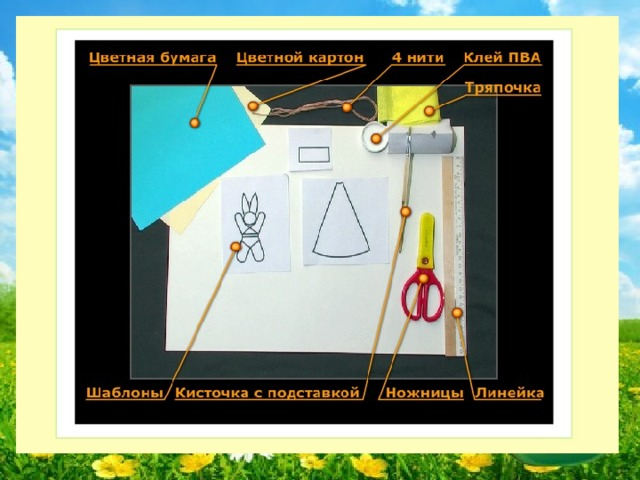 Цветная бумага Цветной картон 4 нити Клей ПВА
Тряпочка
Шаблоны Кисточка с подставкой Ножницы Линейка